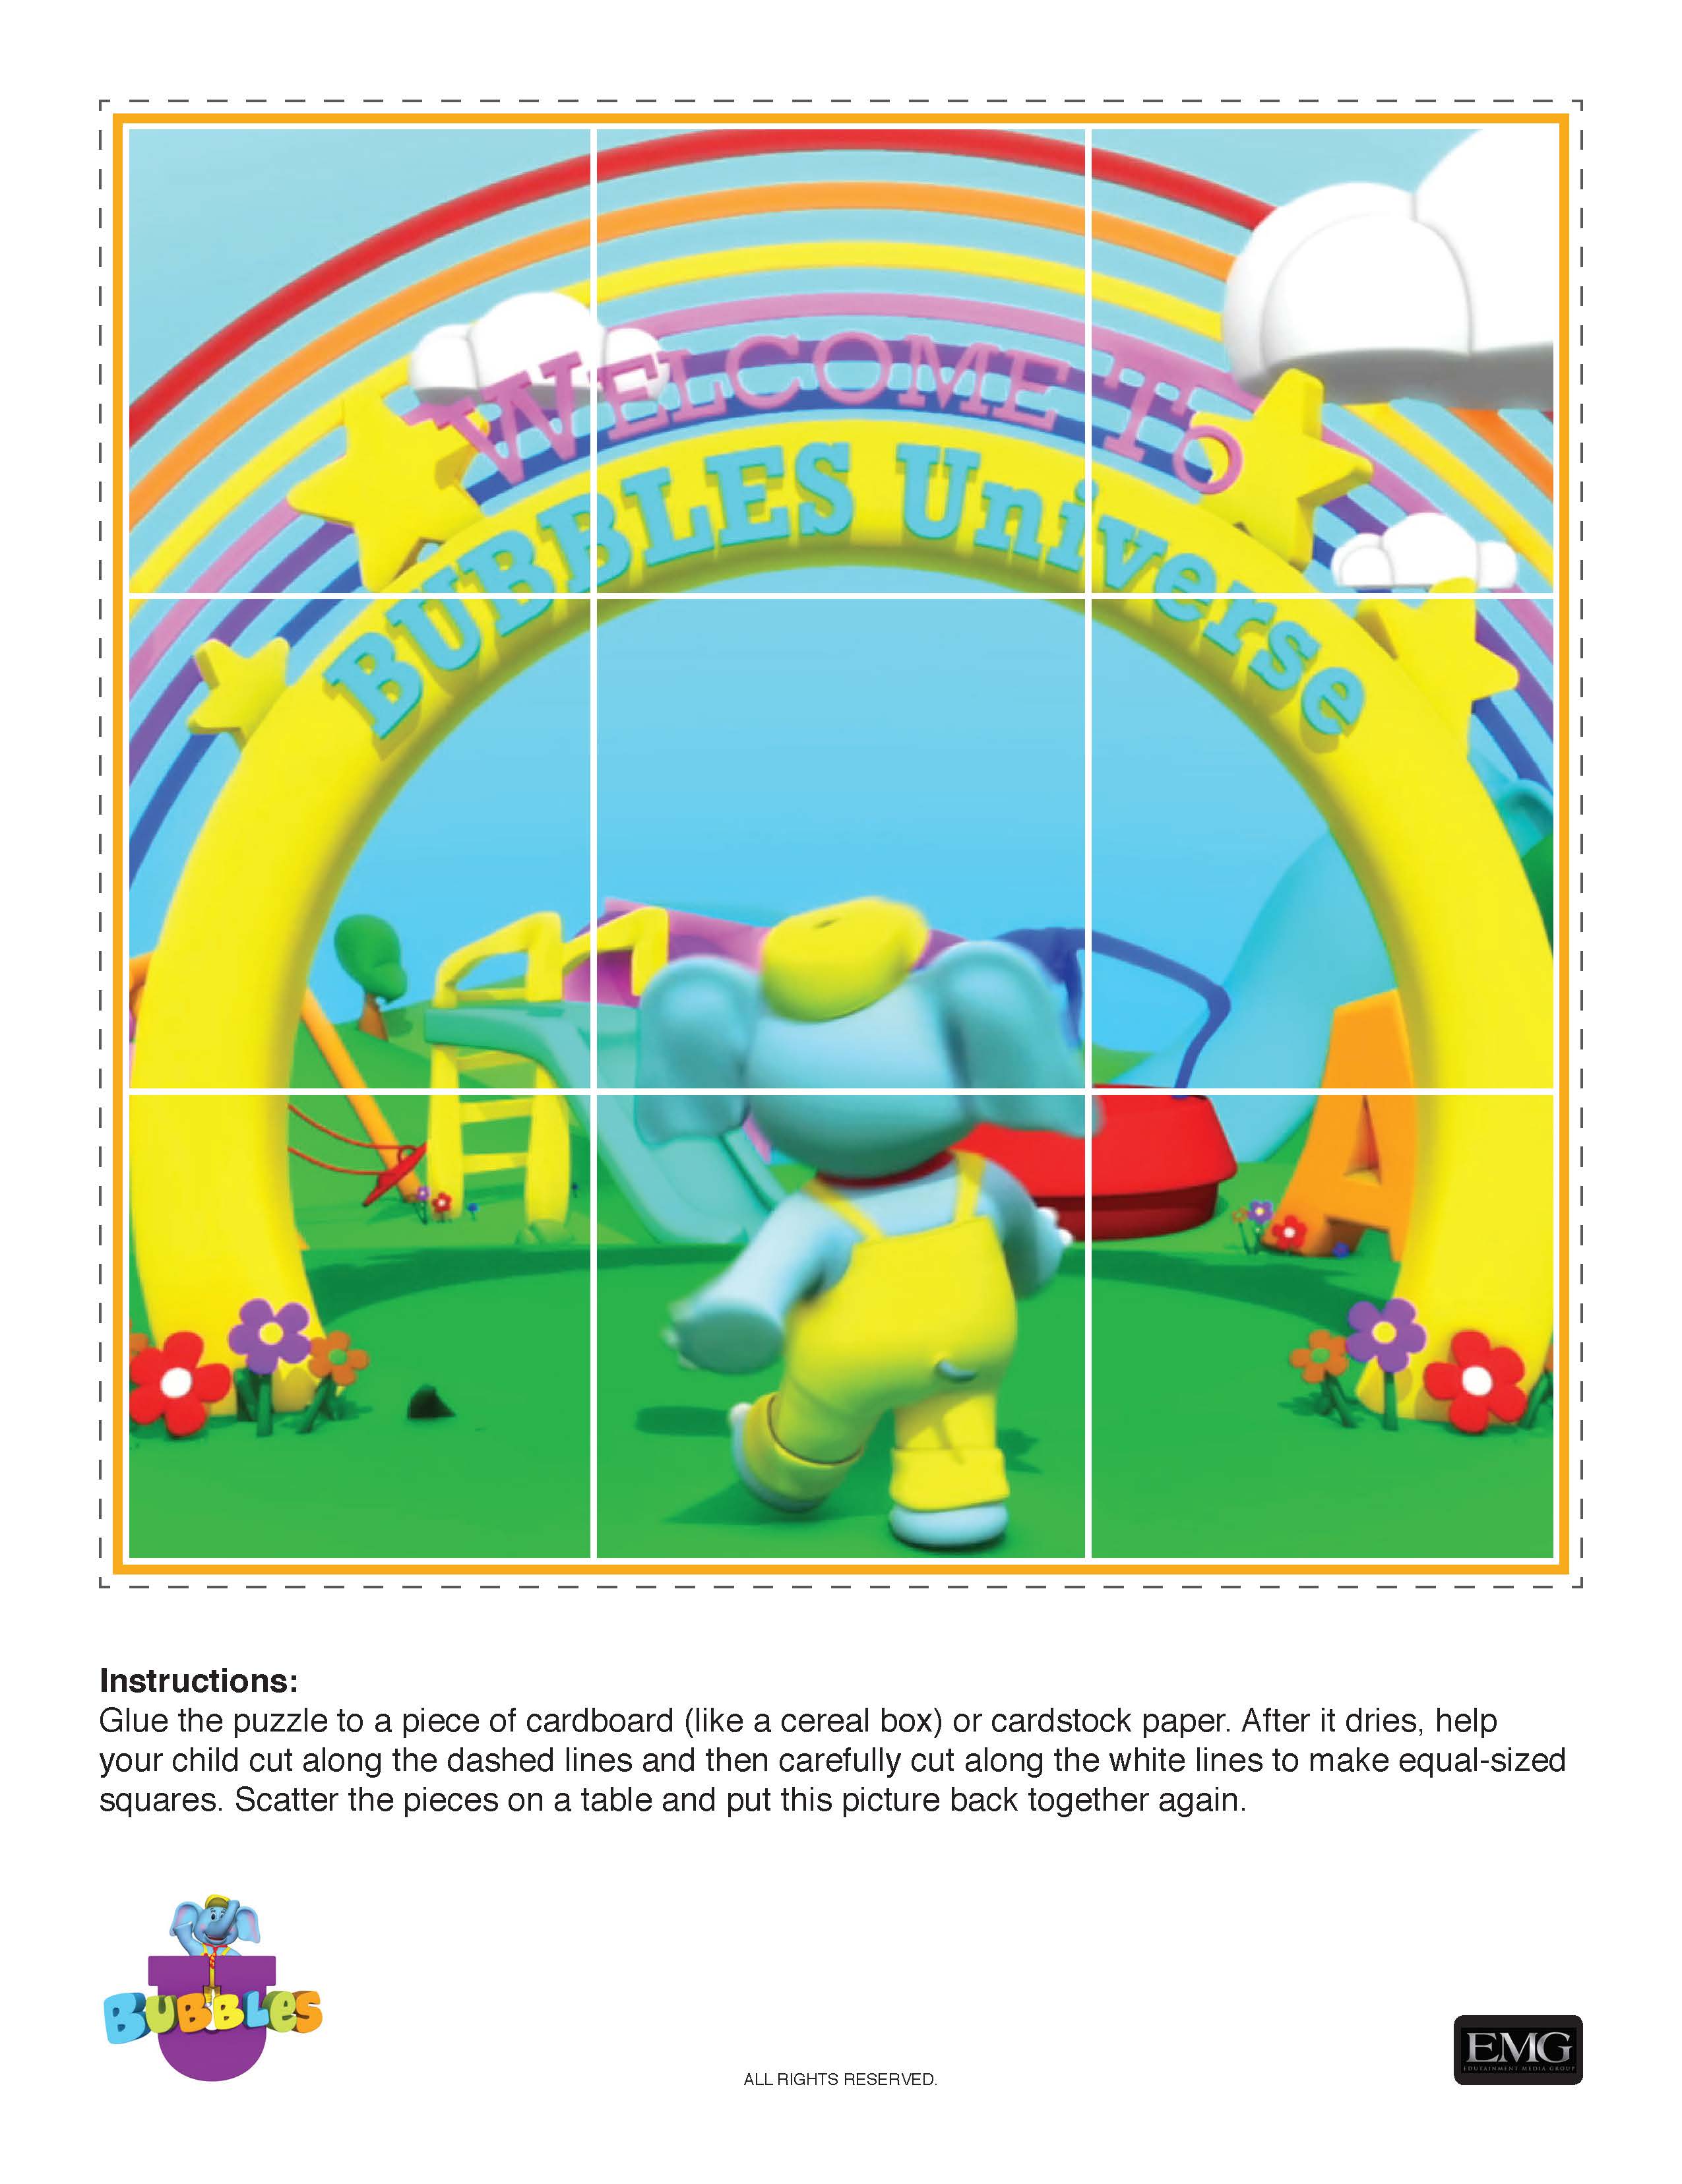 WELCOME To
BUBBLES Universe
A
Instructions:
Glue the puzzle to a piece of cardboard (like a cereal box) or cardstock paper. After it dries, help
your child cut along the dashed lines and then carefully cut along the white lines to make equal-sized
squares. Scatter the pieces on a table and put this picture back together again.
U
BUBBLes
ALL RIGHTS RESERVED.
EMG
EDUTAINMENT MEDIA GROUP